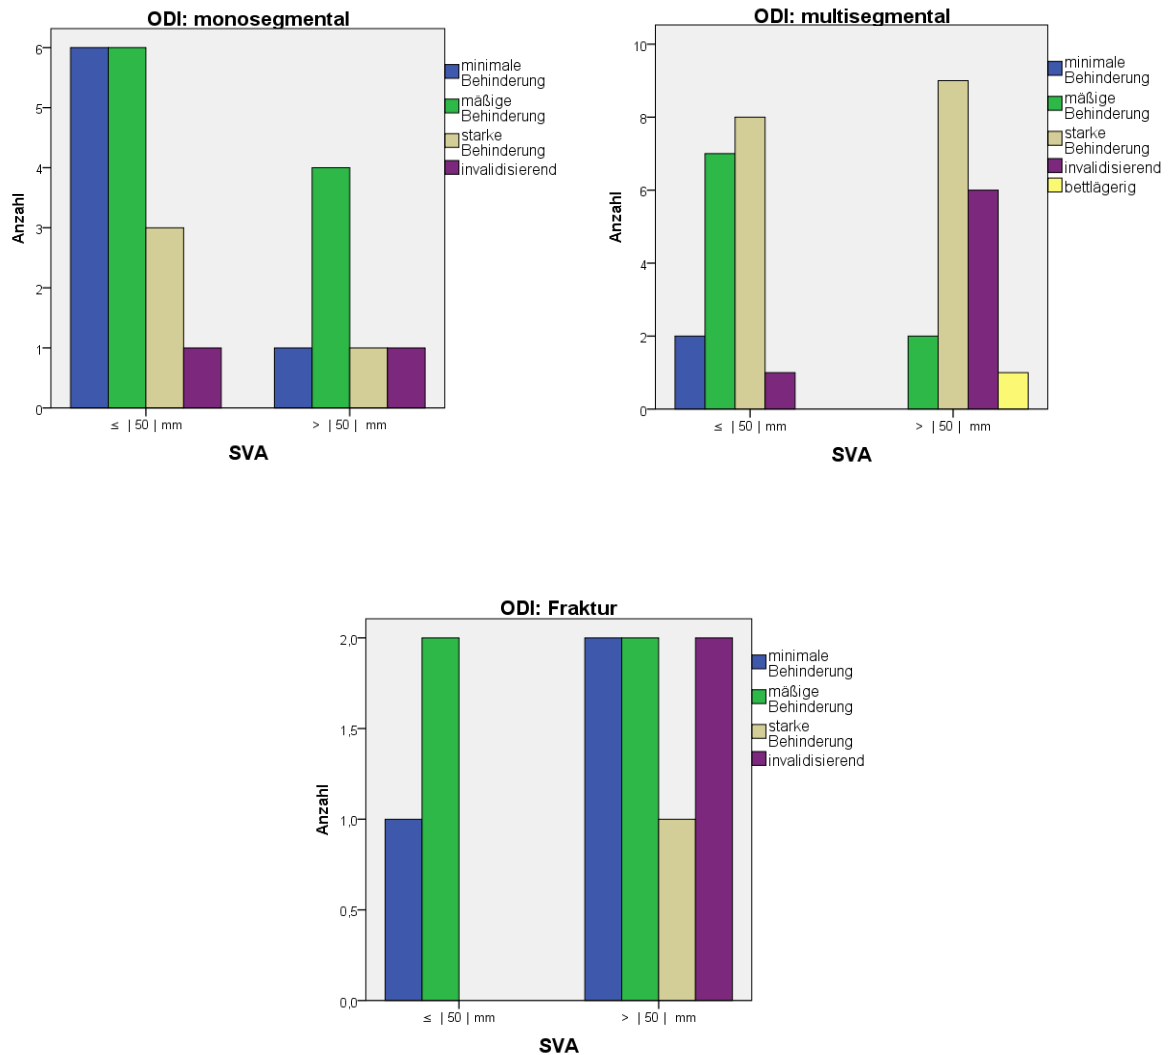 ODI: monosegmental
6
5
4
3
2
1
0
Anzahl
≤ | 50 | mm
> | 50 | mm
SVA
minimale
Behinderung
mäßige
Behinderung
starke
Behinderung
invalidisierend
ODI: multisegmental
10
8
6
4
2
0
Anzahl
≤ | 50 | mm
> | 50 | mm
SVA
minimale
Behinderung
mäßige
Behinderung
starke
Behinderung
invalidisierend
bettlägerig
ODI: Fraktur
2,0
1,5
1,0
0,5
0,0
Anzahl
≤ | 50 | mm
> | 50 | mm
SVA
minimale
Behinderung
mäßige
Behinderung
starke
Behinderung
invalidisierend